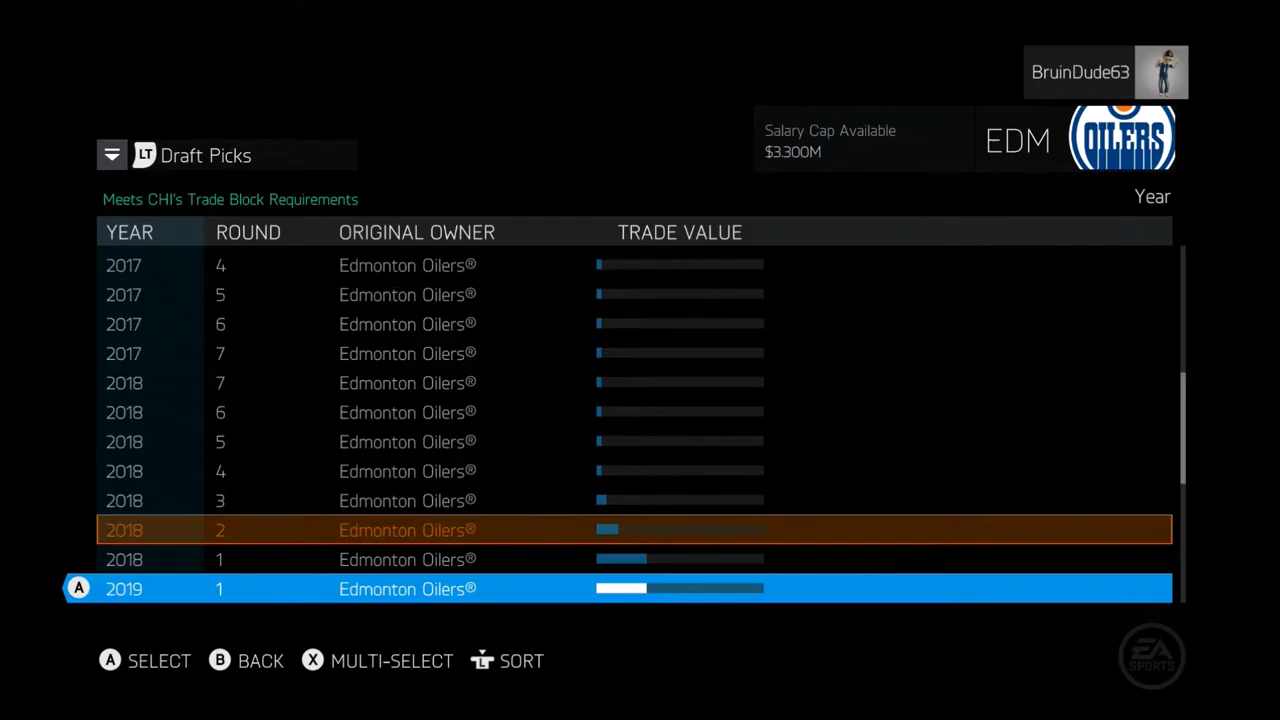 BruinDude63
Salary Cap Available
$3.300M
EDM
OILERS
LT Draft Picks
Meets CHI's Trade Block Requirements
Year
YEAR ROUND ORIGINAL OWNER TRADE VALUE
2017 4 Edmonton Oilers®
2017 5 Edmonton Oilers®
2017 6 Edmonton Oilers®
2017 7 Edmonton Oilers®
2018 7 Edmonton Oilers®
2018 6 Edmonton Oilers®
2018 5 Edmonton Oilers®
2018 4 Edmonton Oilers®
2018 3 Edmonton Oilers®
2018 2 Edmonton Oilers®
2018 1 Edmonton Oilers®
A 2019 1 Edmonton Oilers®
A SELECT B BACK X MULTI-SELECT L SORT
EA
SPORTS